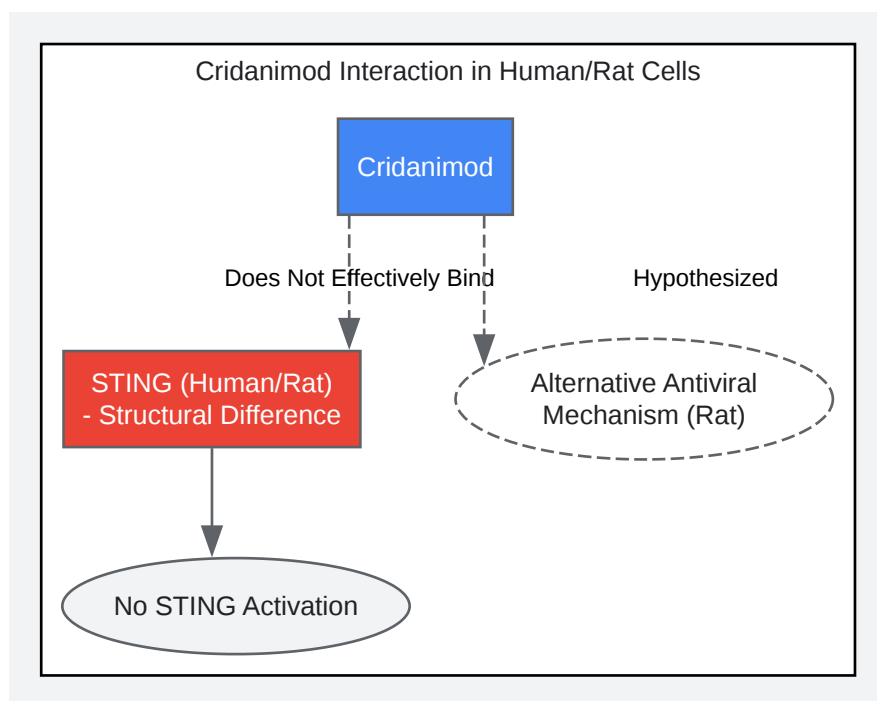 Cridanimod Interaction in Human/Rat Cells
Cridanimod
Does Not Effectively Bind
Hypothesized
STING (Human/Rat)
- Structural Difference
Alternative Antiviral
Mechanism (Rat)
No STING Activation